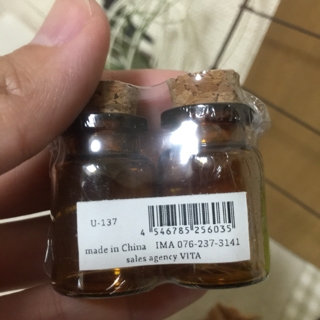 U-137
4 546785 256035
made in China IMA 076-237-3141
sales agency VITA